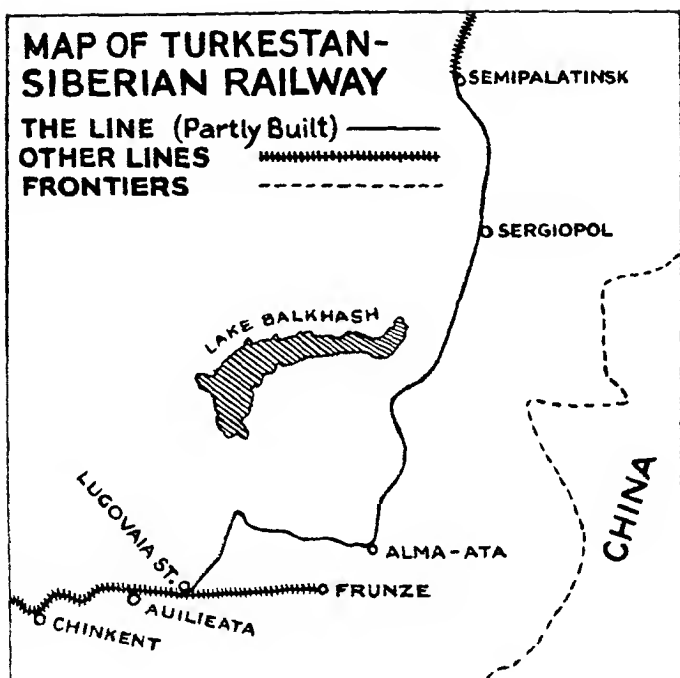 MAP OF TURKESTAN-
SIBERIAN RAILWAY
THE LINE (Partly Built)
OTHER LINES
FRONTIERS
SEMIPALATINSK
SERGIOPOL
LAKE BALKHASH
CHINA
LUGOVAIA ST.
ALMA-ATA
FRUNZE
AUILIEATA
CHINKENT